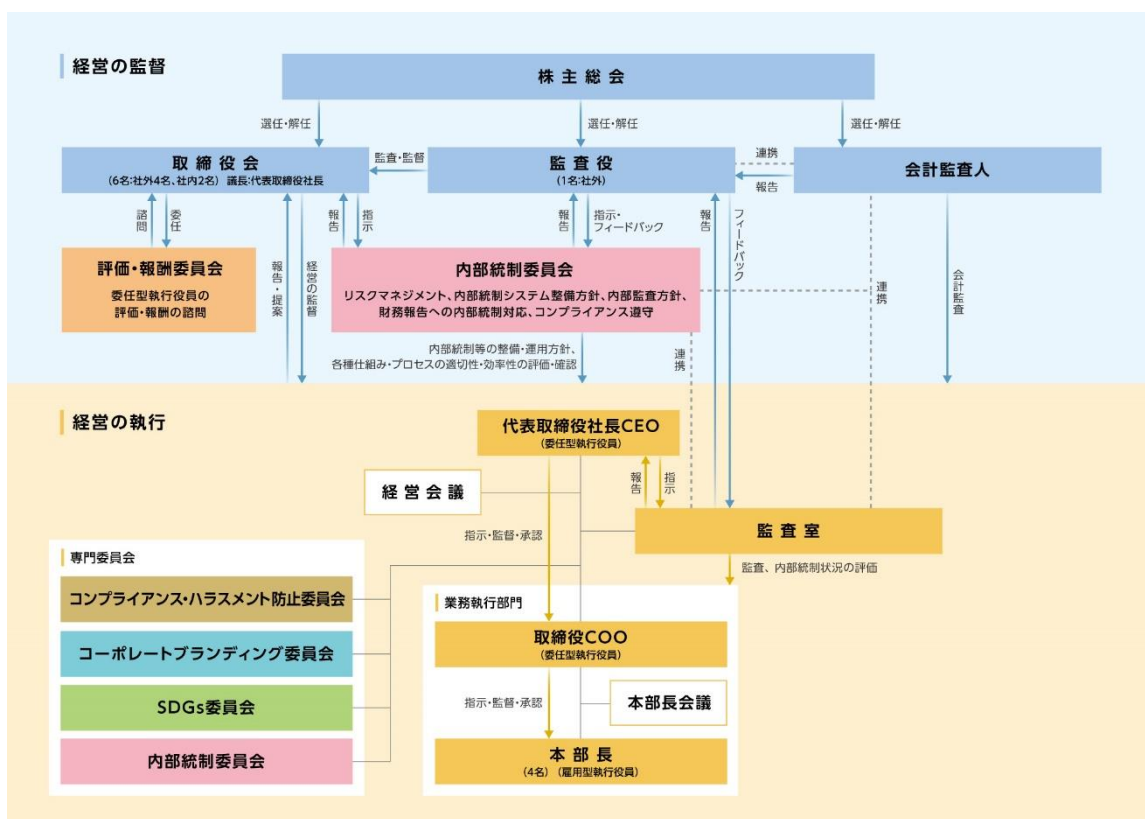 経営の監督
株主総会
選任・解任
選任・解任
選任・解任
取締役会
(6名:社外4名、社内2名) 議長:代表取締役社長
監査・監督
監査役
(1名:社外)
連携
報告
会計監査人
諮問
委任
報告・提案
経営の監督
報告
指示
報告
指示・
フィードバック
報告
フィードバック
連携
会計監査
評価・報酬委員会
委任型執行役員の
評価・報酬の諮問
内部統制委員会
リスクマネジメント、内部統制システム整備方針、内部監査方針、
財務報告への内部統制対応、コンプライアンス遵守
内部統制等の整備・運用方針、
各種仕組み・プロセスの適切性・効率性の評価・確認
連携
経営の執行
代表取締役社長CEO
(委任型執行役員)
経営会議
報告
指示
指示・監督・承認
監査室
監査、内部統制状況の評価
専門委員会
コンプライアンス・ハラスメント防止委員会
コーポレートブランディング委員会
SDGs委員会
内部統制委員会
業務執行部門
取締役COO
(委任型執行役員)
指示・監督・承認
本部長会議
本部長
(4名) (雇用型執行役員)